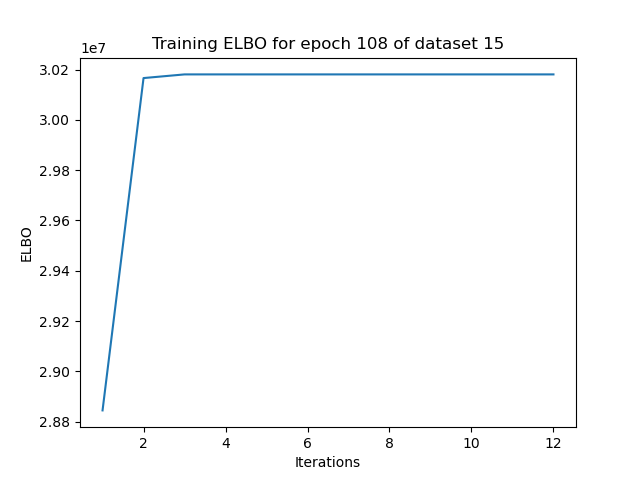 Training ELBO for epoch 108 of dataset 15
1e7
3.02
3.00
2.98
2.96
2.94
2.92
2.90
2.88
ELBO
2 4 6 8 10 12
Iterations